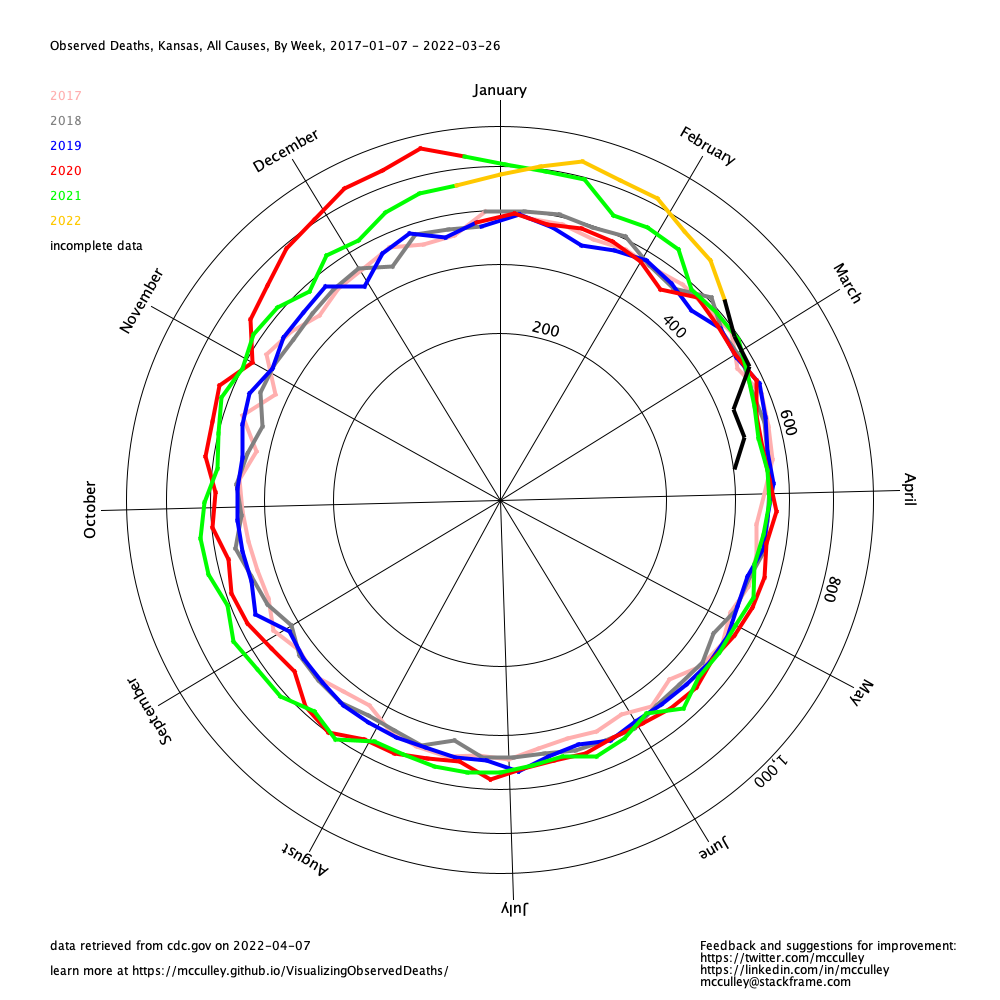 Observed Deaths, Kansas, All Causes, By Week, 2017-01-07 - 2022-03-26
2017
2018
2019
2020
2021
2022
incomplete data
January
February
March
April
May
June
July
August
September
October
November
December
200
400
600
800
1,000
data retrieved from cdc.gov on 2022-04-07
learn more at https://mcculley.github.io/VisualizingObservedDeaths/
Feedback and suggestions for improvement:
https://twitter.com/mcculley
https://linkedin.com/in/mcculley
mcculley@stackframe.com